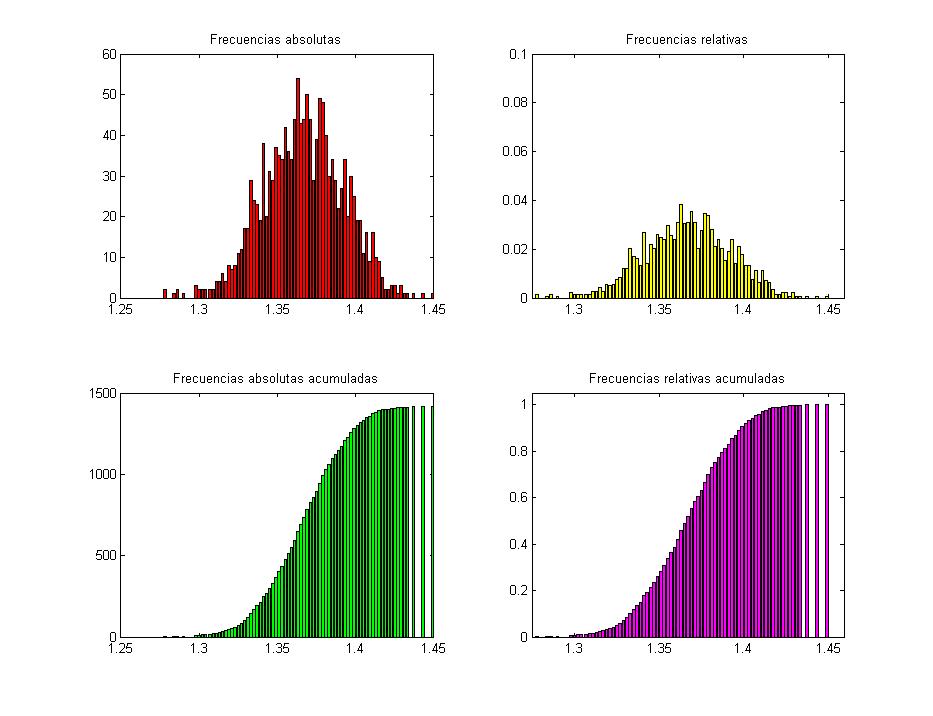 Frecuencias absolutas
60
50
40
30
20
10
0
1.25 1.3 1.35 1.4 1.45
Frecuencias relativas
0.1
0.08
0.06
0.04
0.02
0
1.3 1.35 1.4 1.45
Frecuencias absolutas acumuladas
1500
1000
500
0
1.25 1.3 1.35 1.4 1.45
Frecuencias relativas acumuladas
1
0.8
0.6
0.4
0.2
0
1.3 1.35 1.4 1.45